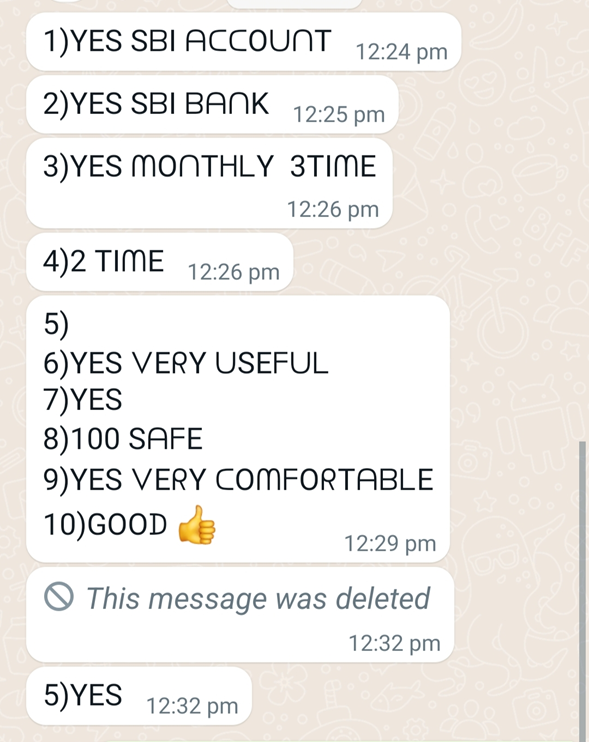 1)YES SBI ACCOUNT 12:24 pm
2)YES SBI BANK 12:25 pm
3)YES MONTHLY 3TIME
12:26 pm
4)2 TIME 12:26 pm
5)
6)YES VERY USEFUL
7)YES
8)100 SAFE
9)YES VERY COMFORTABLE
10)GOOD 👍
12:29 pm
This message was deleted
12:32 pm
5)YES 12:32 pm